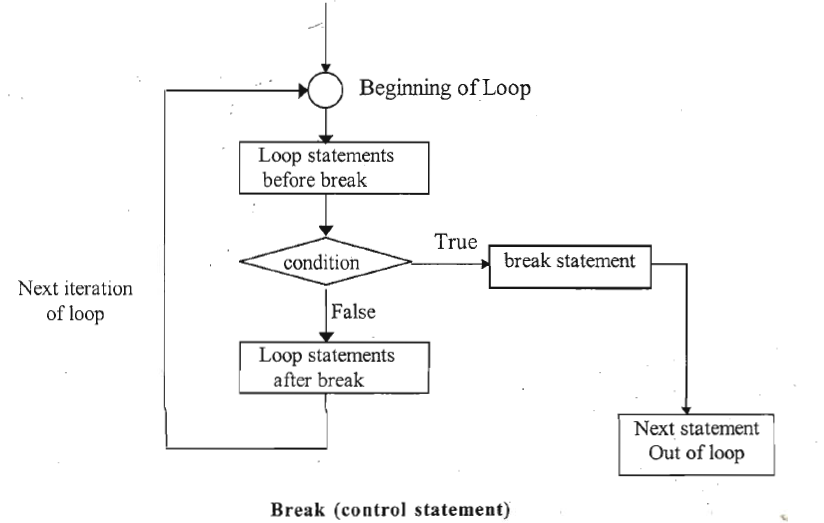 Beginning of Loop
Loop statements
before break
True
condition
break statement
Next iteration
of loop
False
Loop statements
after break
Next statement
Out of loop
Break (control statement)